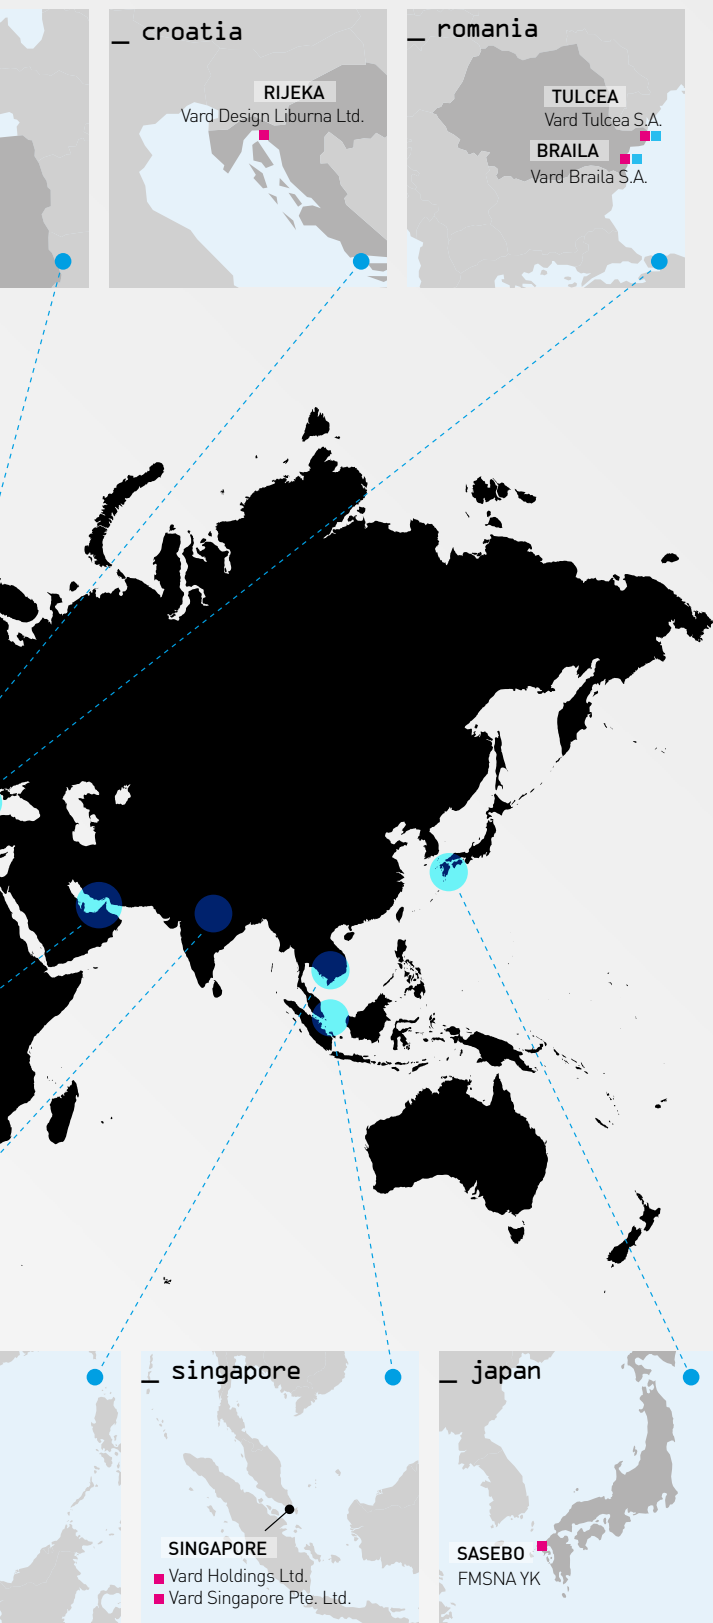 _ croatia
RIJEKA
Vard Design Liburna Ltd.
_ romania
TULCEA
Vard Tulcea S.A.
BRAILA
Vard Braila S.A.
_ singapore
SINGAPORE
Vard Holdings Ltd.
Vard Singapore Pte. Ltd.
_ japan
SASEBO
FMSNA YK